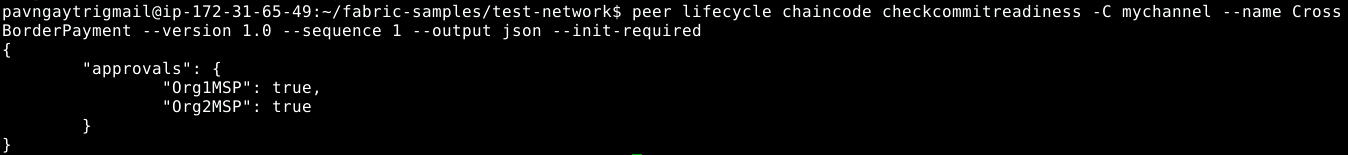 pavngaytrigmail@ip-172-31-65-49:~/fabric-samples/test-network$ peer lifecycle chaincode checkcommitreadiness -C mychannel --name Cross
BorderPayment --version 1.0 --sequence 1 --output json --init-required
{
        "approvals": {
                "Org1MSP": true,
                "Org2MSP": true
        }
}